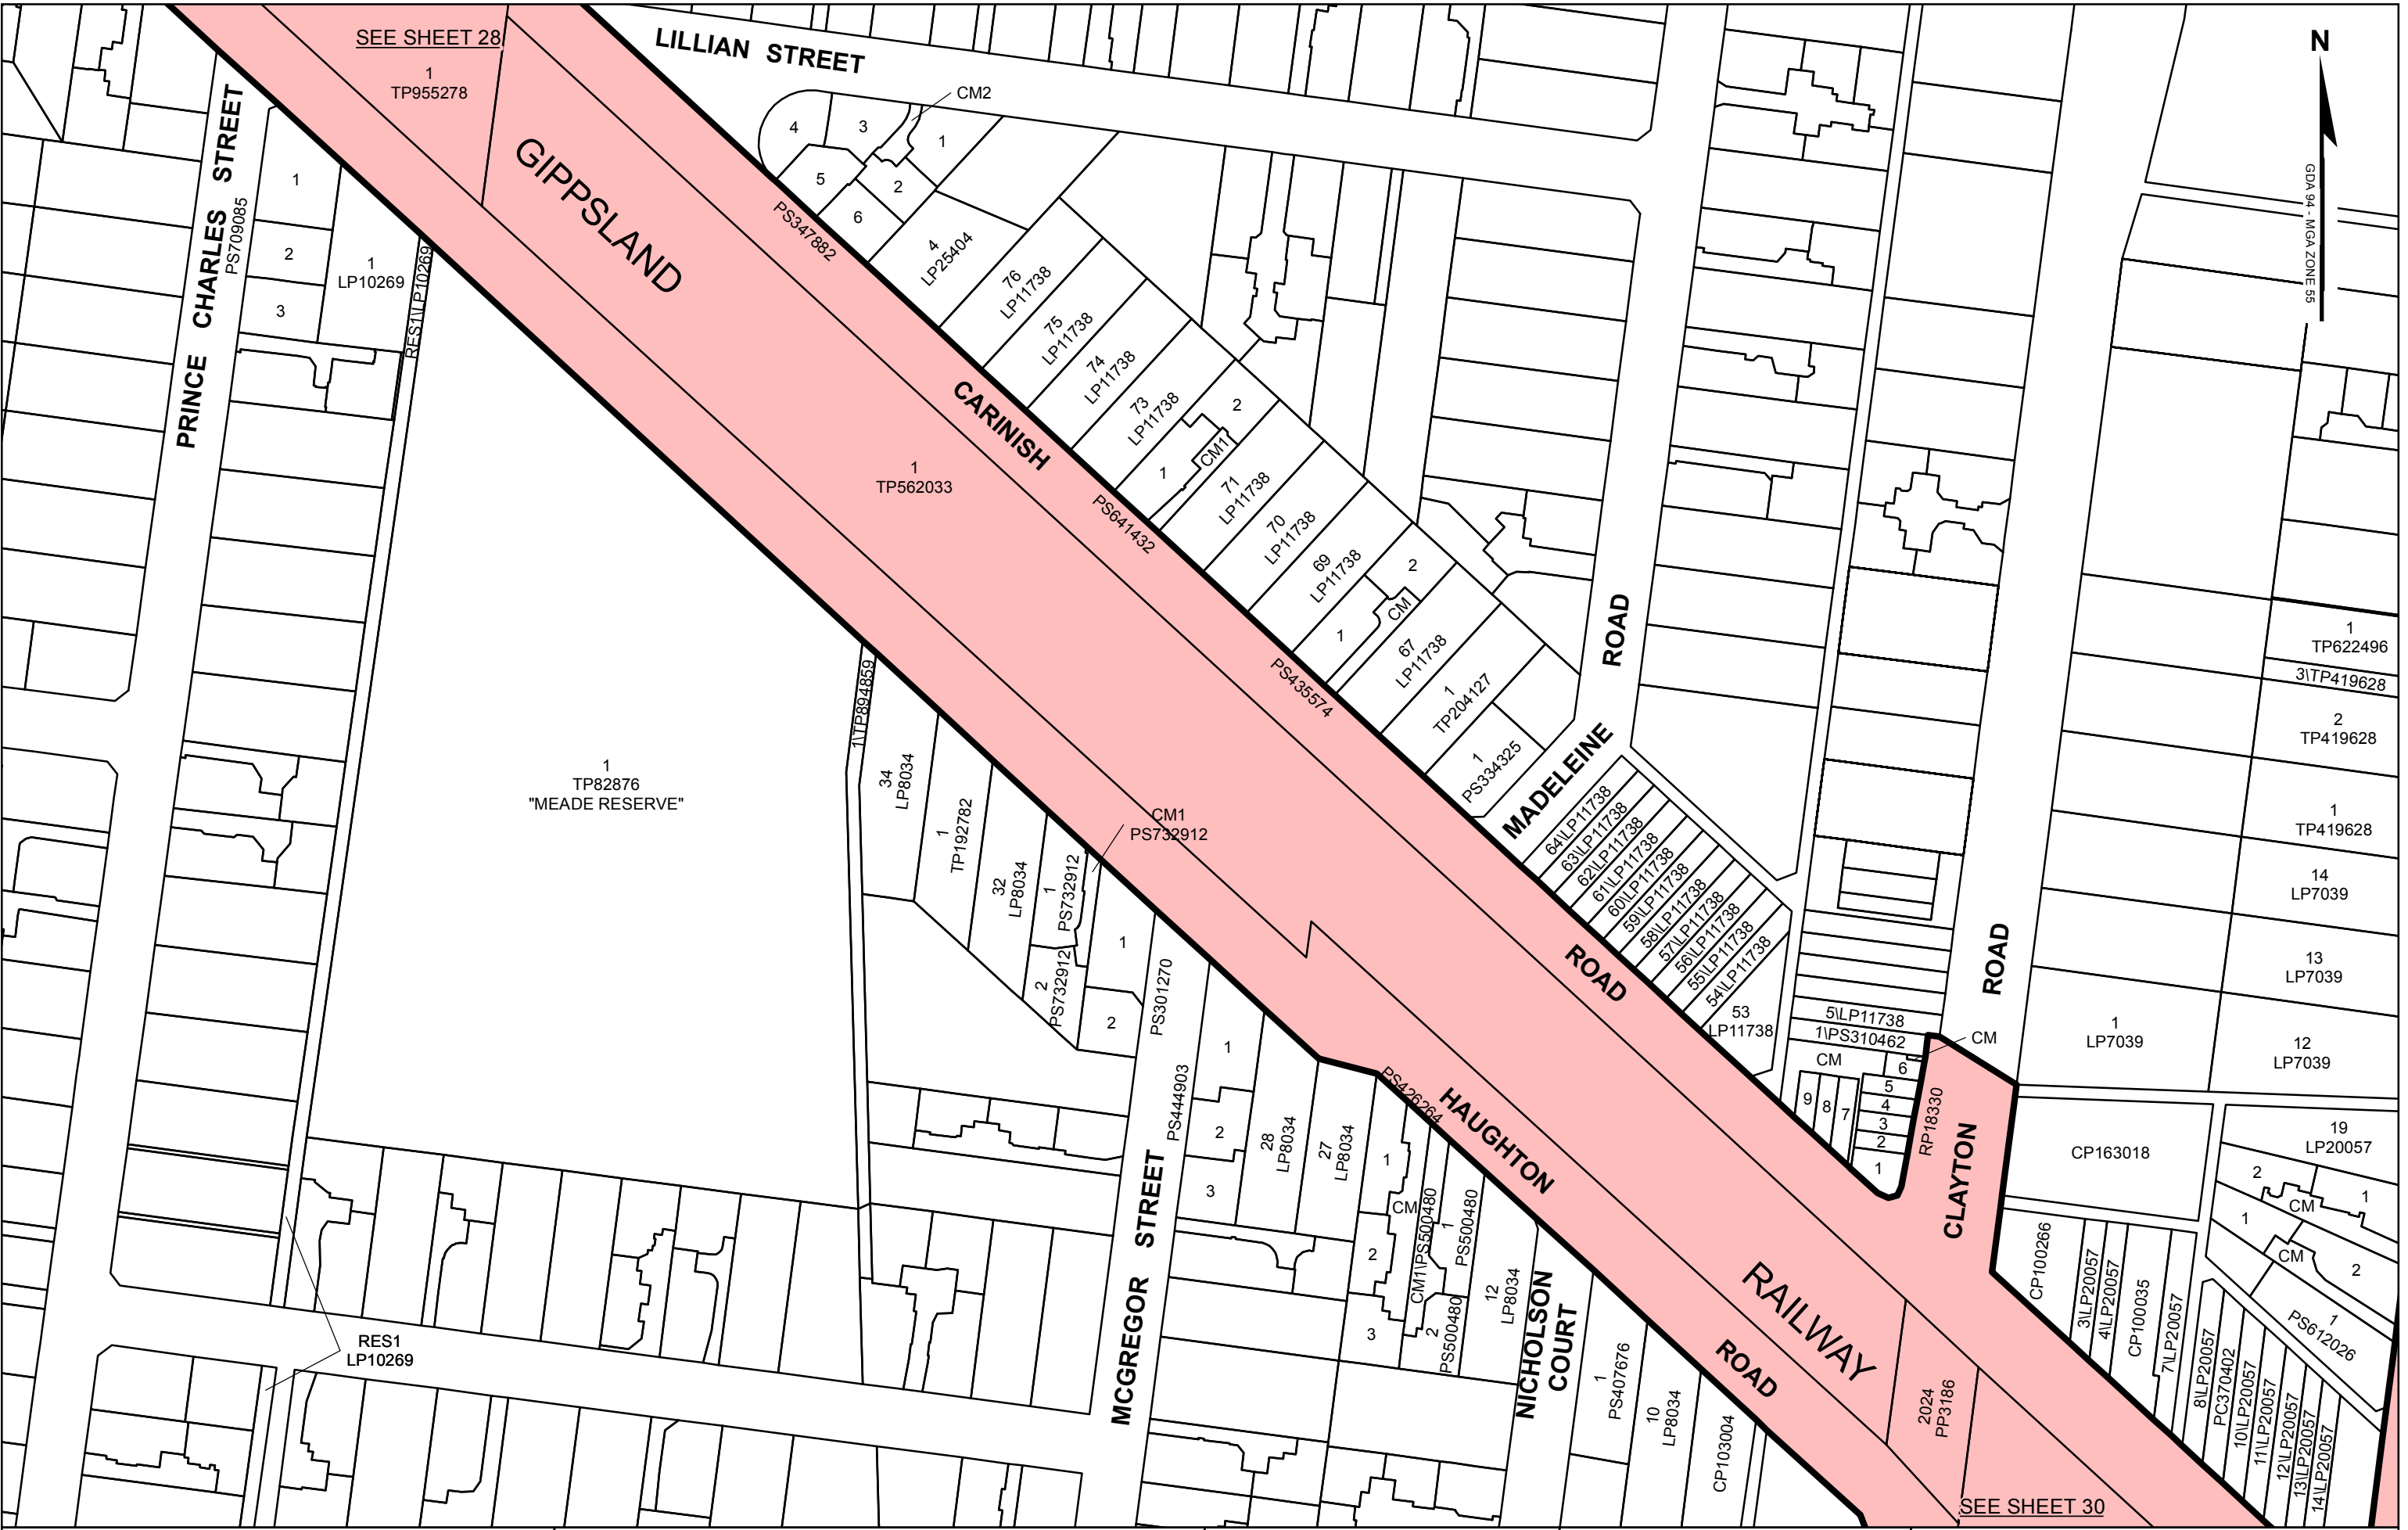 SEE SHEET 28
1
TP955278
LILLIAN STREET
N
GDA 94 - MGA ZONE 55
CM2
4
3
1
5
2
6
PS347882
GIPPSLAND
PRINCE CHARLES STREET
PS709085
1
2
3
1
LP10269
RES1\LP10269
4
LP25404
76
LP11738
75
LP11738
74
LP11738
73
LP11738
2
CM1
1
PS641432
71
LP11738
70
LP11738
69
LP11738
2
CM
1
PS435574
67
LP11738
1
TP204127
1
PS334325
CARINISH
ROAD
1
TP562033
MADELEINE
ROAD
64\LP11738
63\LP11738
62\LP11738
61\LP11738
60\LP11738
59\LP11738
58\LP11738
57\LP11738
56\LP11738
55\LP11738
54\LP11738
53
LP11738
1
TP622496
3\TP419628
2
TP419628
1
TP419628
14
LP7039
13
LP7039
12
LP7039
1
LP7039
5\LP11738
1\PS310462
CM
CM
6
5
4
3
2
1
9
8
7
RP18330
CLAYTON
ROAD
CP163018
19
LP20057
2
1
CM
1
CM
2
1
PS612026
CP100266
3\LP20057
4\LP20057
CP100035
7\LP20057
8\LP20057
PC370402
10\LP20057
11\LP20057
12\LP20057
13\LP20057
14\LP20057
1
TP82876
"MEADE RESERVE"
1\TP894859
34
LP8034
1
TP192782
32
LP8034
1
PS732912
2
PS732912
CM1
PS732912
1
2
PS301270
PS444903
1
2
3
28
LP8034
27
LP8034
PS426264
1
CM
2
3
CM1\PS500480
1
PS500480
2
PS500480
12
LP8034
HAUGHTON
ROAD
MCGREGOR STREET
NICHOLSON
COURT
1
PS407676
10
LP8034
CP103004
RAILWAY
2024
PP3186
RES1
LP10269
SEE SHEET 30